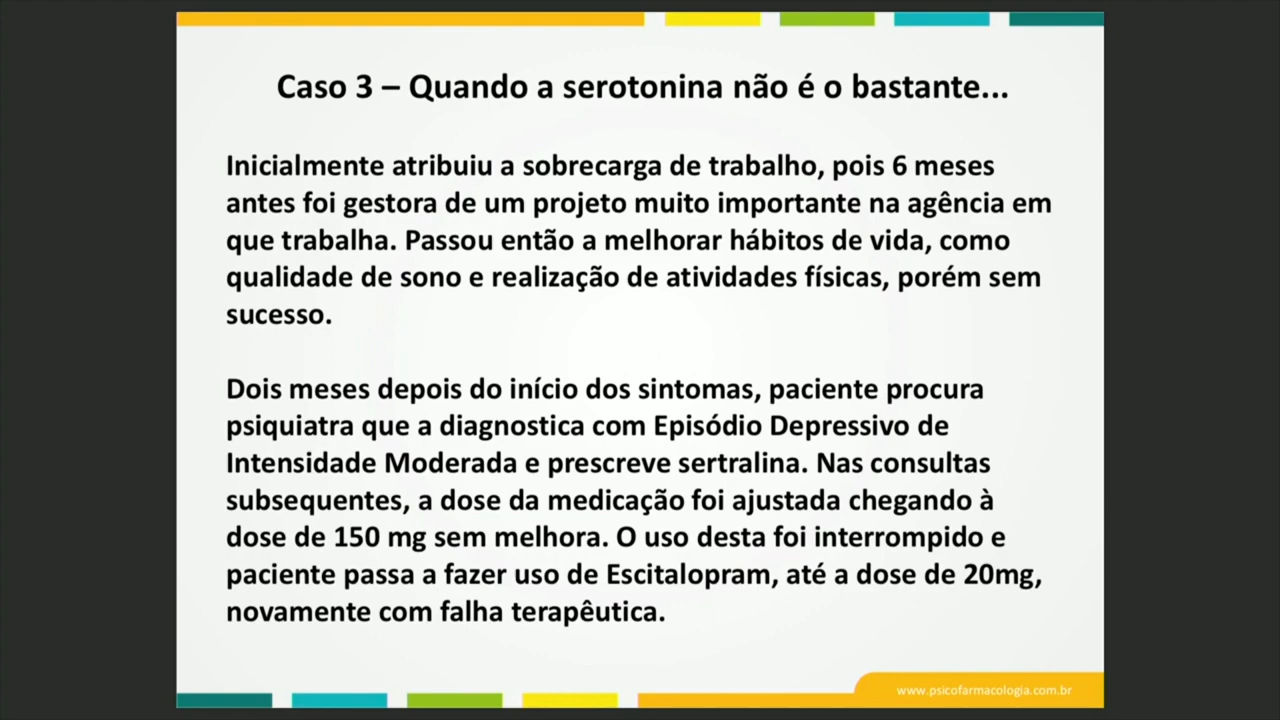 Caso 3 – Quando a serotonina não é o bastante...
Inicialmente atribuiu a sobrecarga de trabalho, pois 6 meses
antes foi gestora de um projeto muito importante na agência em
que trabalha. Passou então a melhorar hábitos de vida, como
qualidade de sono e realização de atividades físicas, porém sem
sucesso.
Dois meses depois do início dos sintomas, paciente procura
psiquiatra que a diagnostica com Episódio Depressivo de
Intensidade Moderada e prescreve sertralina. Nas consultas
subsequentes, a dose da medicação foi ajustada chegando à
dose de 150 mg sem melhora. O uso desta foi interrompido e
paciente passa a fazer uso de Escitalopram, até a dose de 20mg,
novamente com falha terapêutica.
www.psicofarmacologia.com.br